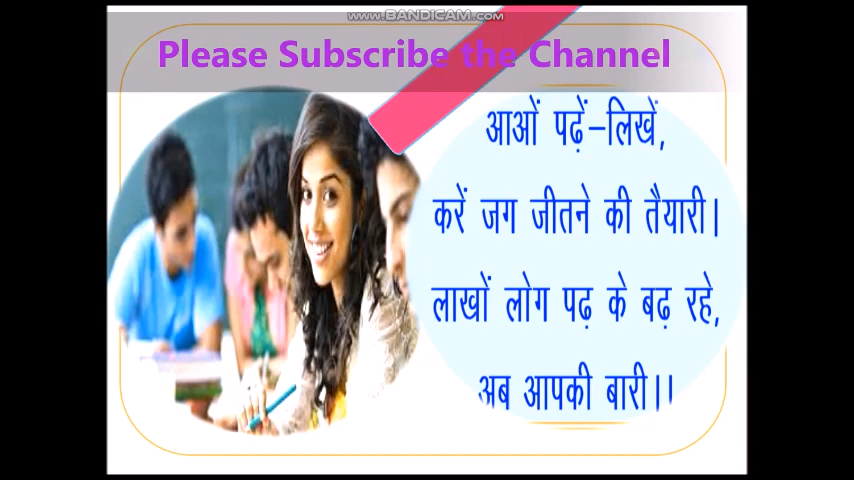 WWW.BANDICAM.COM
Please Subscribe the Channel
आओं पढ़ें–लिखें,
करें जग जीतने की तैयारी।
लाखों लोग पढ़ के बढ़ रहे,
अब आपकी बारी।।